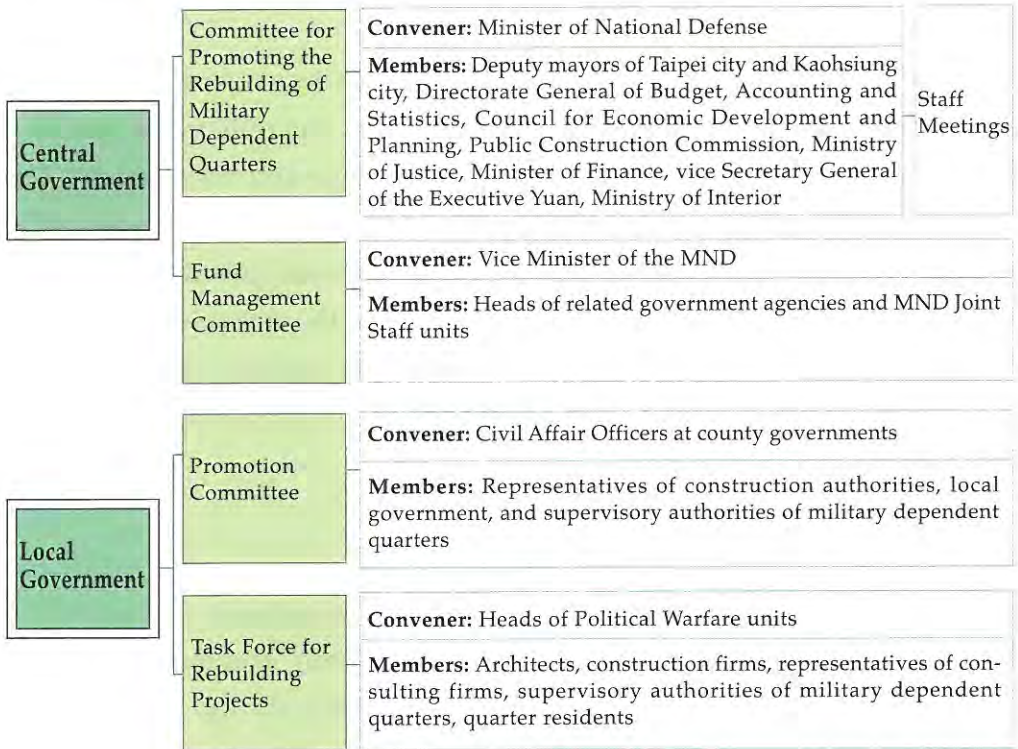 Central
Government
Committee for
Promoting the
Rebuilding of
Military
Dependent
Quarters
Convener: Minister of National Defense
Members: Deputy mayors of Taipei city and Kaohsiung
city, Directorate General of Budget, Accounting and
Statistics, Council for Economic Development and
Planning, Public Construction Commission, Ministry
of Justice, Minister of Finance, vice Secretary General
of the Executive Yuan, Ministry of Interior
Staff
Meetings
Fund
Management
Committee
Convener: Vice Minister of the MND
Members: Heads of related government agencies and MND Joint
Staff units
Local
Government
Promotion
Committee
Convener: Civil Affair Officers at county governments
Members: Representatives of construction authorities, local
government, and supervisory authorities of military dependent
quarters
Task Force for
Rebuilding
Projects
Convener: Heads of Political Warfare units
Members: Architects, construction firms, representatives of con-
sulting firms, supervisory authorities of military dependent
quarters, quarter residents